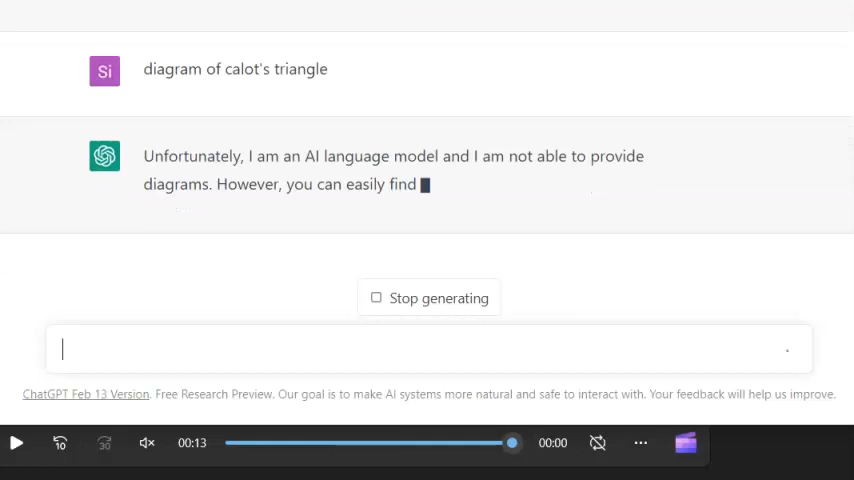 Si
diagram of calot's triangle
Unfortunately, I am an AI language model and I am not able to provide
diagrams. However, you can easily find
Stop generating
ChatGPT Feb 13 Version. Free Research Preview. Our goal is to make AI systems more natural and safe to interact with. Your feedback will help us improve.
10
30
00:13
00:00